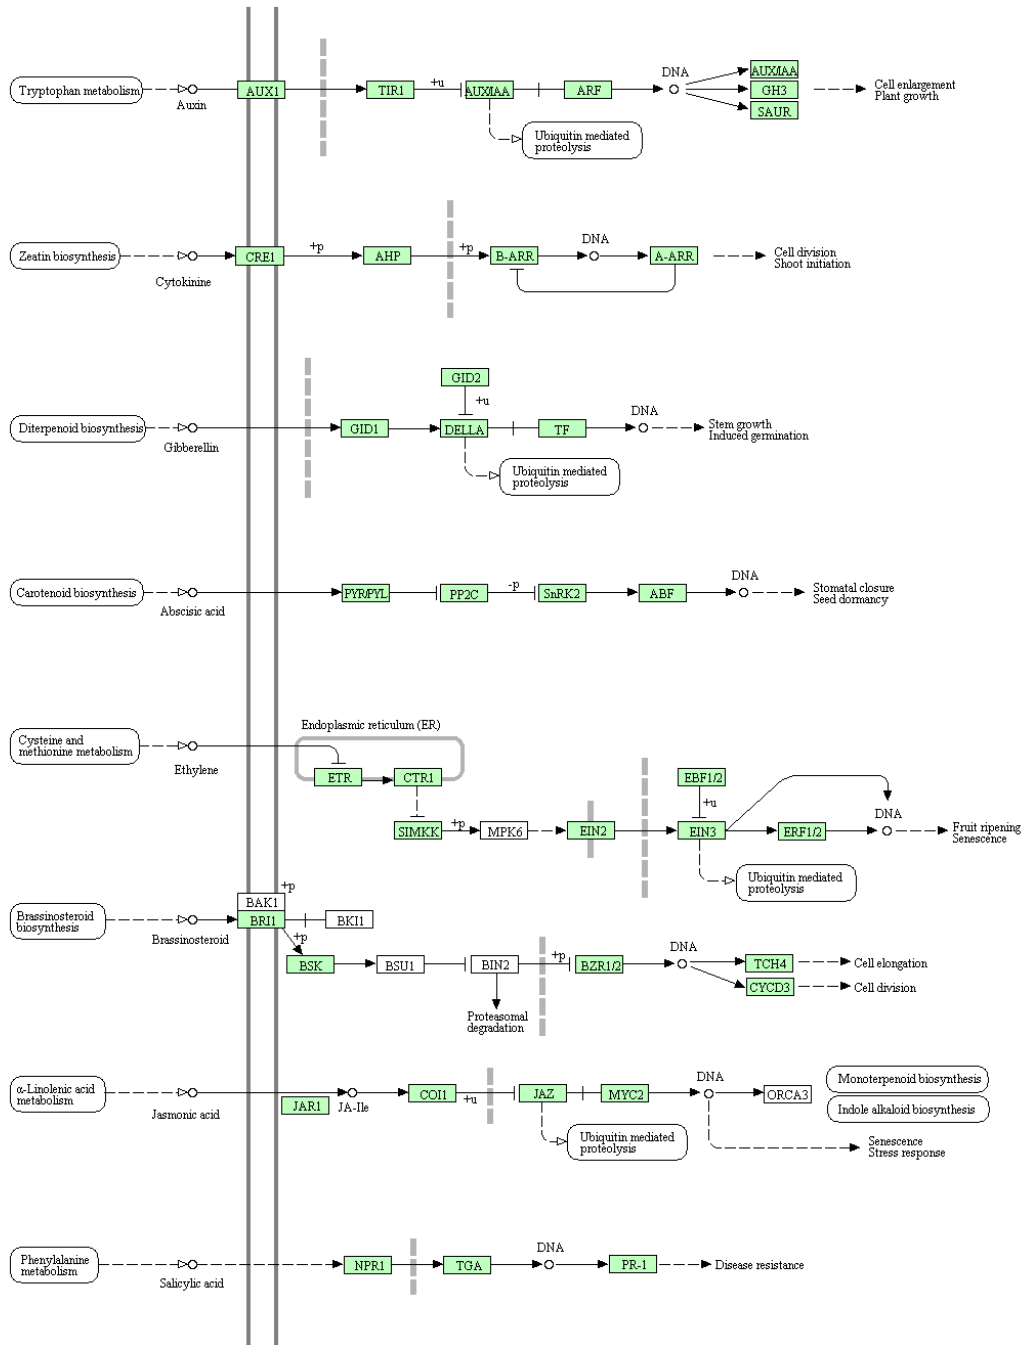 Tryptophan metabolism
Auxin
AUX1
TIR1
+u
AUX/IAA
ARF
DNA
AUX/IAA
GH3
SAUR
Cell enlargement
Plant growth
Ubiquitin mediated
proteolysis
Zeatin biosynthesis
Cytokinine
CRE1
+p
AHP
+p
B-ARR
DNA
A-ARR
Cell division
Shoot initiation
GID2
+u
Diterpenoid biosynthesis
Gibberellin
GID1
DELLA
TF
DNA
Stem growth
Induced germination
Ubiquitin mediated
proteolysis
Carotenoid biosynthesis
Abscisic acid
PYR/PYL
PP2C
-p
SnRK2
ABF
DNA
Stomatal closure
Seed dormancy
Endoplasmic reticulum (ER)
Cysteine and
methionine metabolism
Ethylene
ETR
CTR1
EBF1/2
+u
SIMKK
+p
MPK6
EIN2
EIN3
ERF1/2
DNA
Fruit ripening
Senescence
Ubiquitin mediated
proteolysis
Brassinosteroid
biosynthesis
Brassinosteroid
BAK1
+p
BRI1
BKI1
+p
BSK
BSU1
BIN2
+p
BZR1/2
DNA
TCH4
Cell elongation
CYCD3
Cell division
Proteasomal
degradation
α-Linolenic acid
metabolism
Jasmonic acid
JAR1
JA-Ile
COI1
+u
JAZ
MYC2
DNA
ORCA3
Monoterpenoid biosynthesis
Indole alkaloid biosynthesis
Ubiquitin mediated
proteolysis
Senescence
Stress response
Phenylalanine
metabolism
Salicylic acid
NPR1
TGA
DNA
PR-1
Disease resistance